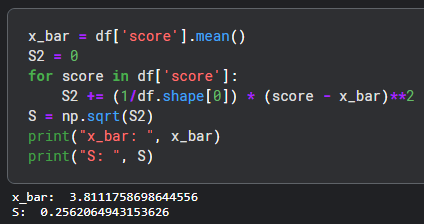 x_bar = df['score'].mean()
S2 = 0
for score in df['score']:
    S2 += (1/df.shape[0]) * (score - x_bar)**2
S = np.sqrt(S2)
print("x_bar: ", x_bar)
print("S: ", S)
x_bar:  3.8111758698644556
S:  0.2562064943153626